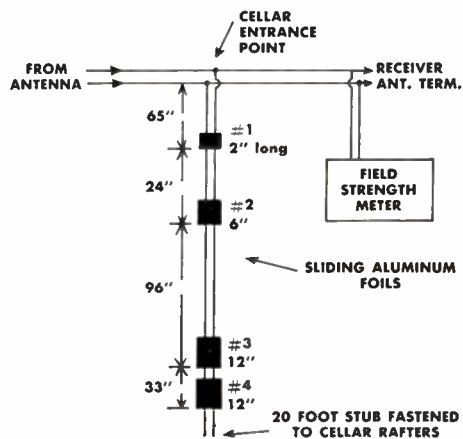 CELLAR
ENTRANCE
POINT
FROM
ANTENNA
RECEIVER
ANT. TERM.
65"
#1
2" long
FIELD
STRENGTH
METER
24"
#2
6"
SLIDING ALUMINUM
FOILS
96"
#3
12"
33"
#4
12"
20 FOOT STUB FASTENED
TO CELLAR RAFTERS